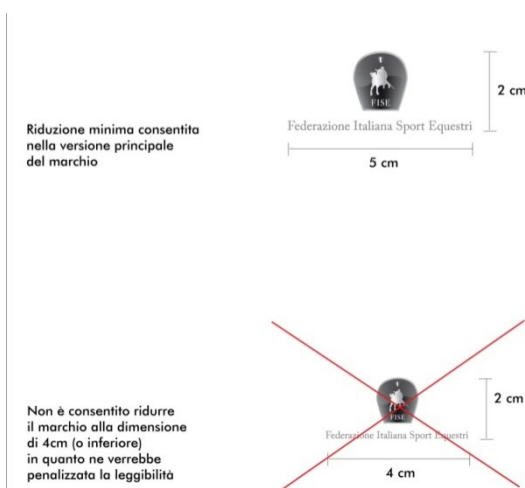 FISE
2 cm
Federazione Italiana Sport Equestri
5 cm
Riduzione minima consentita
nella versione principale
del marchio
FISE
2 cm
Federazione Italiana Sport Equestri
4 cm
Non è consentito ridurre
il marchio alla dimensione
di 4cm (o inferiore)
in quanto ne verrebbe
penalizzata la leggibilità